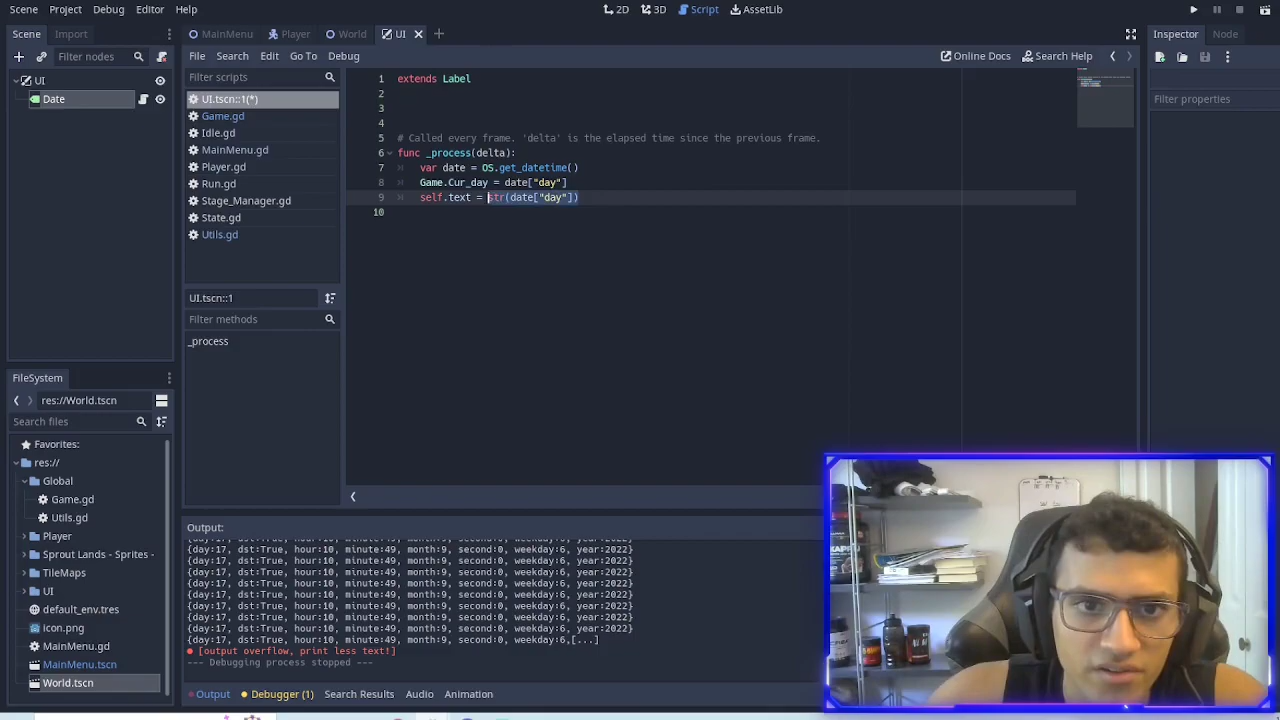 Scene Project Debug Editor Help 2D 3D Script AssetLib
Scene Import MainMenu Player World UI Inspector Node
Filter nodes File Search Edit Go To Debug Online Docs Search Help
Filter scripts
UI
Date
UI.tscn::1(*)
Game.gd
Idle.gd
MainMenu.gd
Player.gd
Run.gd
Stage_Manager.gd
State.gd
Utils.gd
UI.tscn::1
Filter methods
_process
1 extends Label
2
3
4
5 # Called every frame. 'delta' is the elapsed time since the previous frame.
6 func _process(delta):
7 var date = OS.get_datetime()
8 Game.Cur_day = date["day"]
9 self.text = str(date["day"])
10
Filter properties
FileSystem
res://World.tscn
Search files
Favorites:
res://
Global
Game.gd
Utils.gd
Player
Sprout Lands - Sprites -
TileMaps
UI
default_env.tres
icon.png
MainMenu.gd
MainMenu.tscn
World.tscn
Output:
{day:17, dst:True, hour:10, minute:49, month:9, second:0, weekday:6, year:2022}
{day:17, dst:True, hour:10, minute:49, month:9, second:0, weekday:6, year:2022}
{day:17, dst:True, hour:10, minute:49, month:9, second:0, weekday:6, year:2022}
{day:17, dst:True, hour:10, minute:49, month:9, second:0, weekday:6, year:2022}
{day:17, dst:True, hour:10, minute:49, month:9, second:0, weekday:6, year:2022}
{day:17, dst:True, hour:10, minute:49, month:9, second:0, weekday:6, year:2022}
{day:17, dst:True, hour:10, minute:49, month:9, second:0, weekday:6, year:2022}
{day:17, dst:True, hour:10, minute:49, month:9, second:0, weekday:6, year:2022}
{day:17, dst:True, hour:10, minute:49, month:9, second:0, weekday:6,[...]
[output overflow, print less text!]
--- Debugging process stopped ---
Output Debugger (1) Search Results Audio Animation